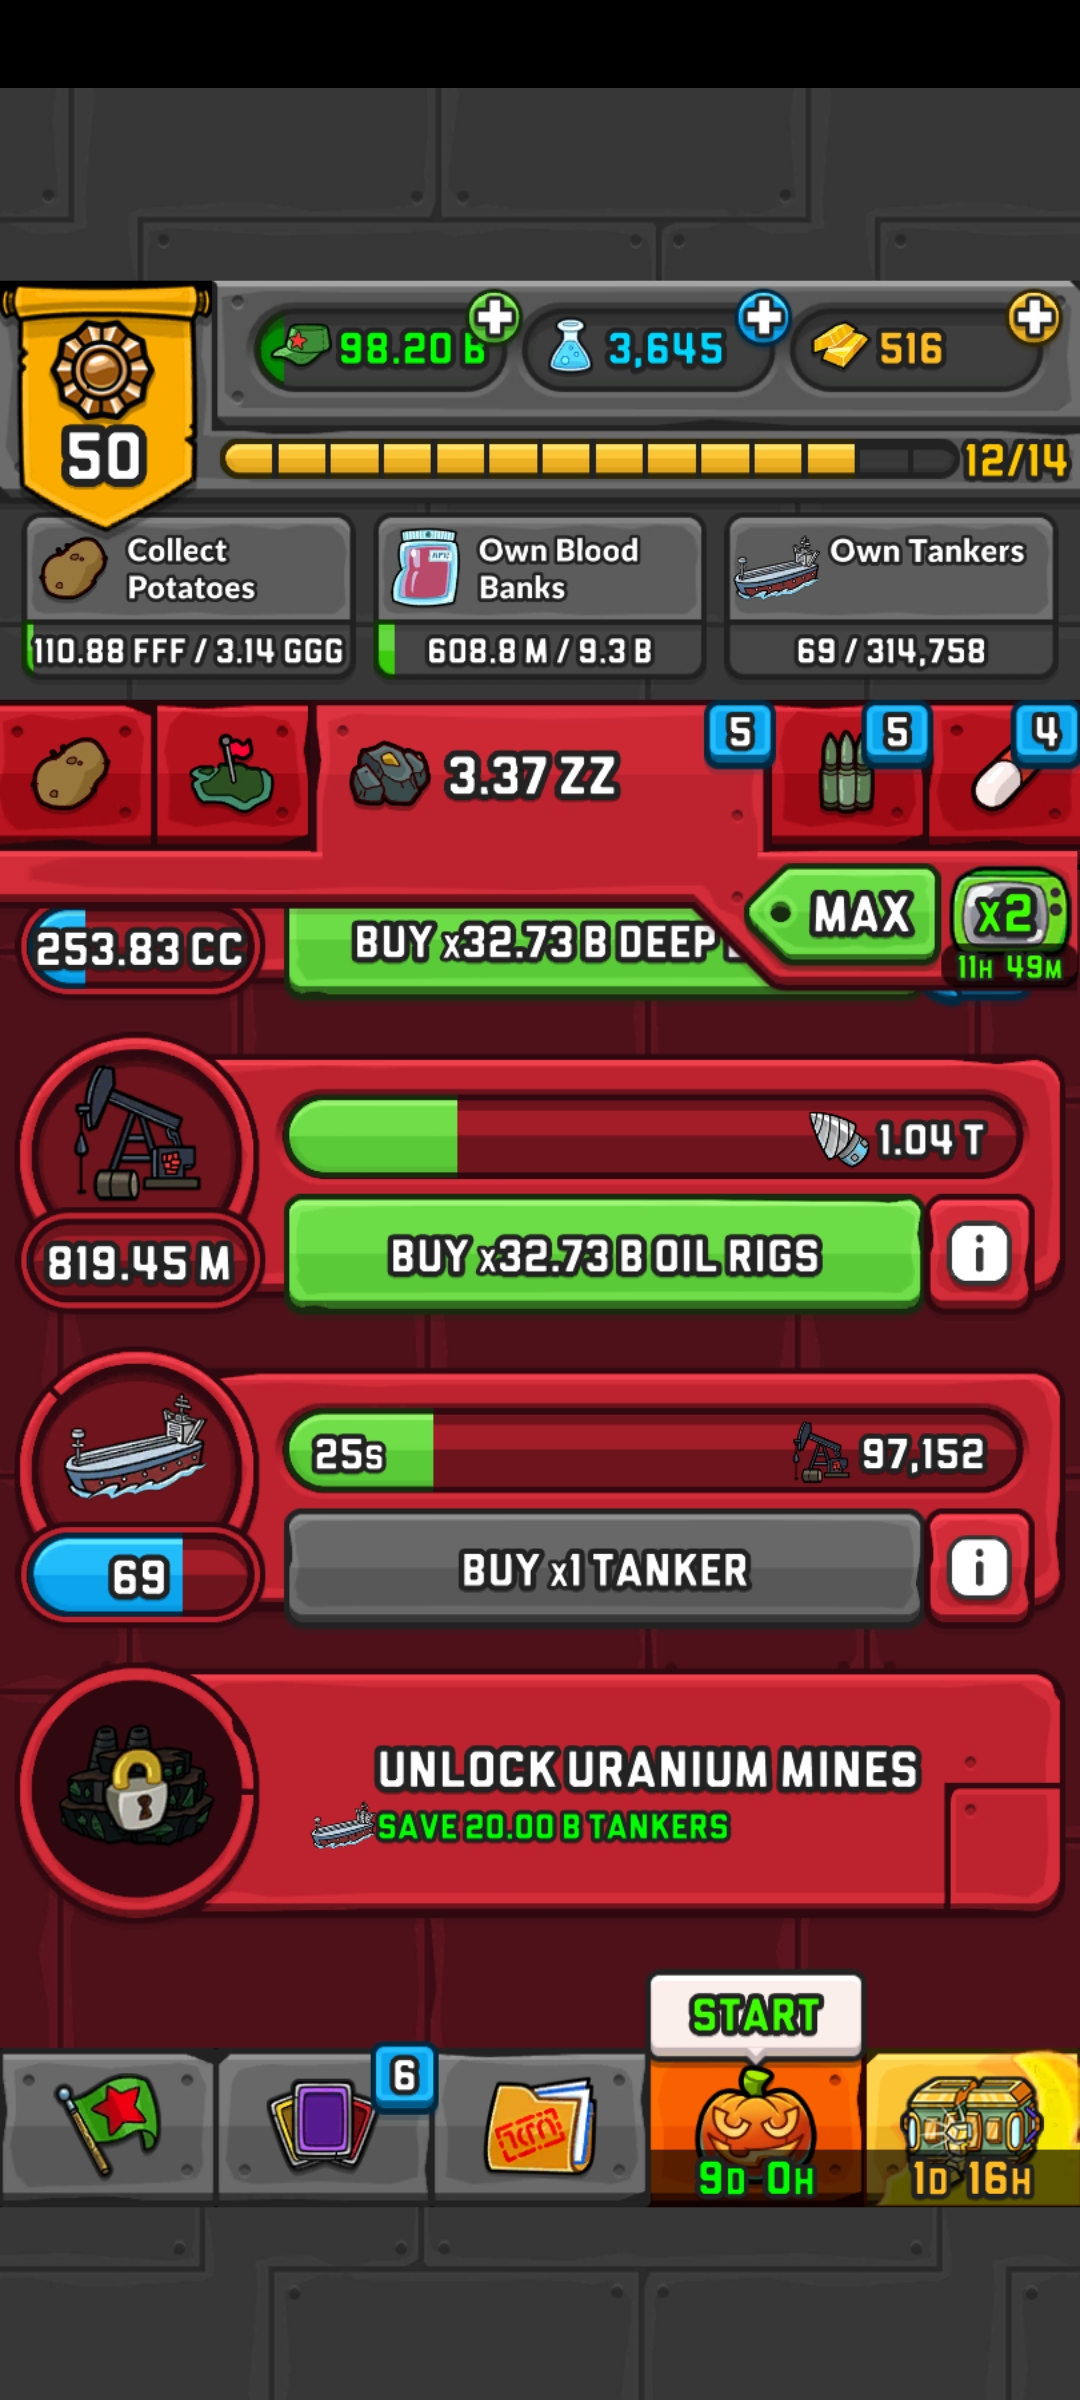 98.20 B
3,645
516
50
12/14
Collect
Potatoes
110.88 FFF / 3.14 GGG
Own Blood
Banks
608.8 M / 9.3 B
Own Tankers
69 / 314,758
3.37 ZZ
5
5
4
MAX
x2
11H 49M
253.83 CC
BUY x32.73 B DEEP
1.04 T
819.45 M
BUY x32.73 B OIL RIGS
25s
97,152
69
BUY x1 TANKER
UNLOCK URANIUM MINES
SAVE 20.00 B TANKERS
START
6
9D 0H
1D 16H